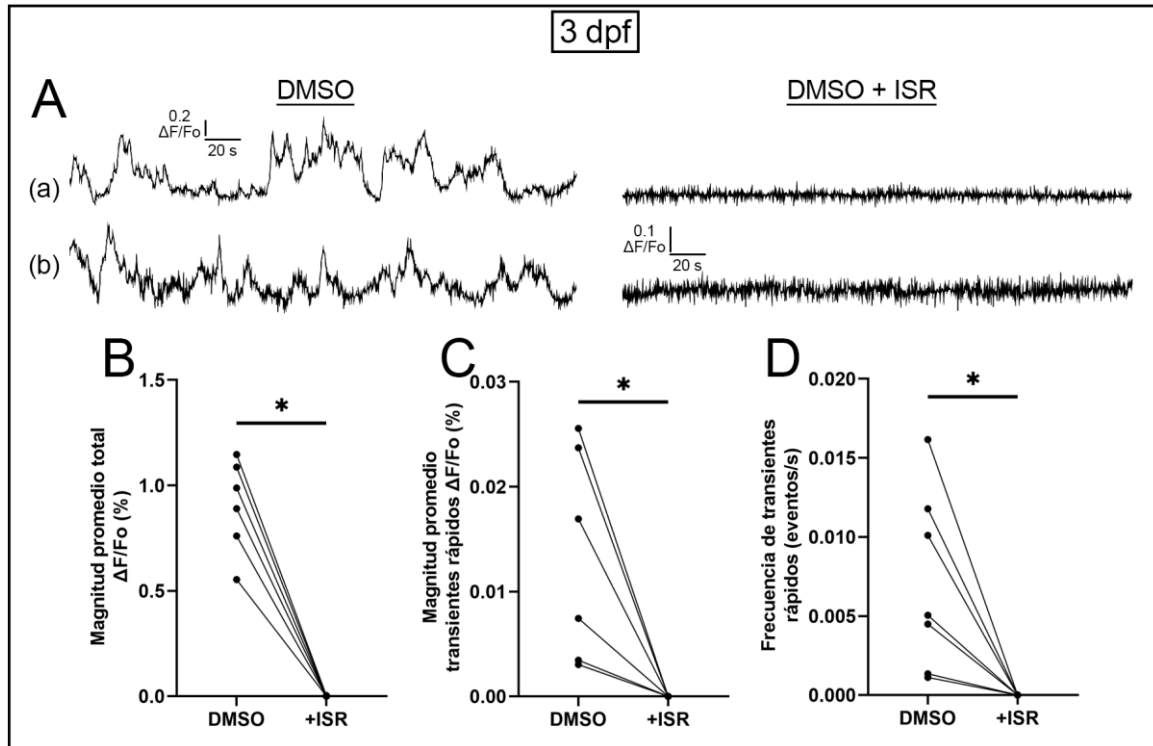 3 dpf
A
DMSO
DMSO + ISR
0.2
ΔF/Fo
20 s
(a)
(b)
0.1
ΔF/Fo
20 s
B
Magnitud promedio total
ΔF/Fo (%)
1.5
1.0
0.5
0.0
*
DMSO
+ISR
C
Magnitud promedio
transientes rápidos ΔF/Fo (%)
0.03
0.02
0.01
0.00
*
DMSO
+ISR
D
Frecuencia de transientes
rápidos (eventos/s)
0.020
0.015
0.010
0.005
0.000
*
DMSO
+ISR